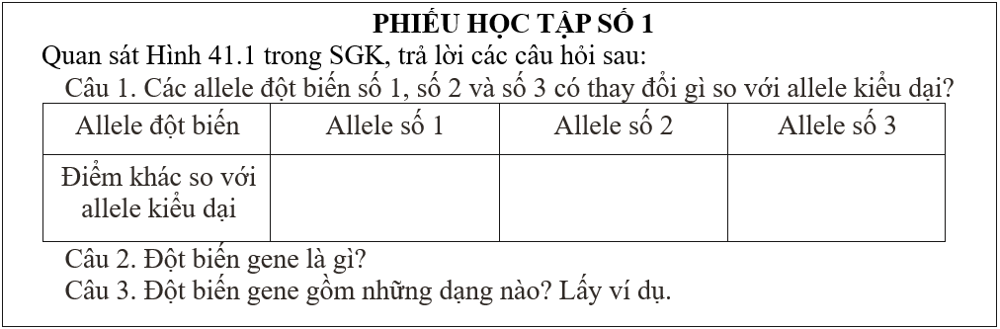 PHIẾU HỌC TẬP SỐ 1
Quan sát Hình 41.1 trong SGK, trả lời các câu hỏi sau:
Câu 1. Các allele đột biến số 1, số 2 và số 3 có thay đổi gì so với allele kiểu dại?
Allele đột biến Allele số 1 Allele số 2 Allele số 3
Điểm khác so với
allele kiểu dại
Câu 2. Đột biến gene là gì?
Câu 3. Đột biến gene gồm những dạng nào? Lấy ví dụ.